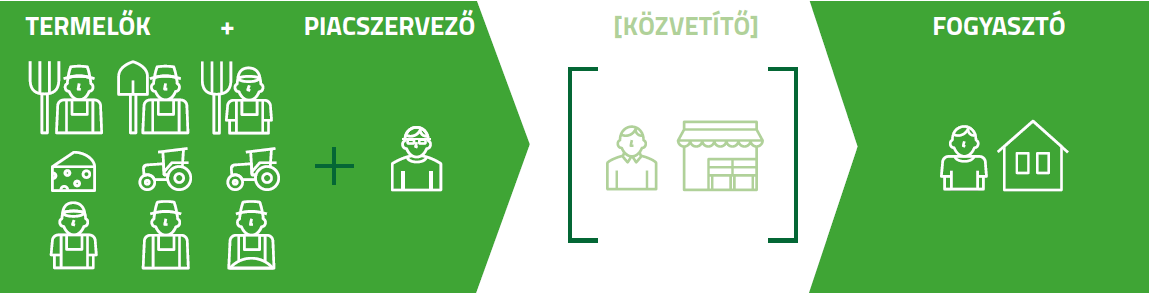 TERMELŐK + PIACSZERVEZŐ [KÖZVETÍTŐ] FOGYASZTÓ